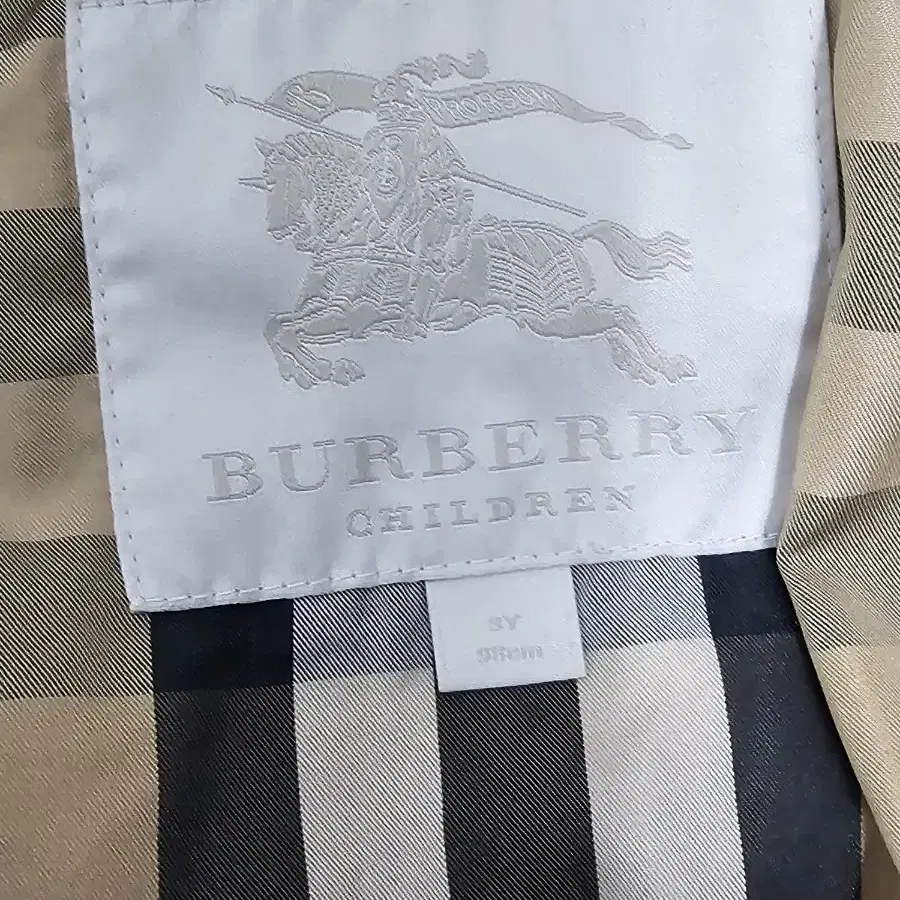 PRORSUM
BURBERRY
CHILDREN
3Y
98cm